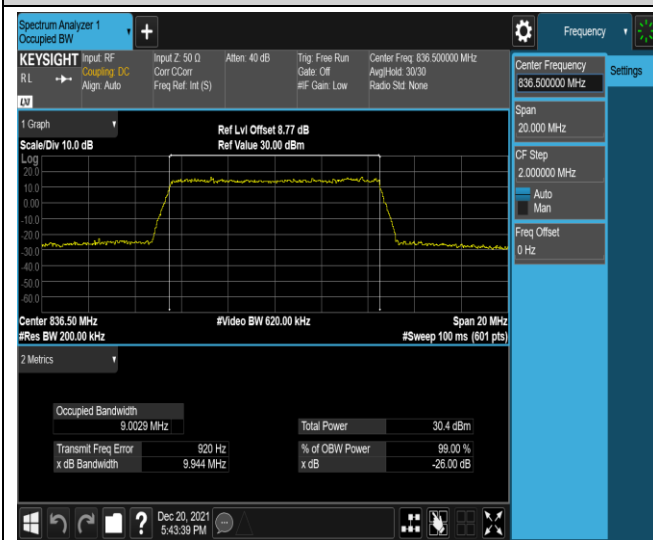 Spectrum Analyzer 1
Occupied BW
+
Frequency
KEYSIGHT
RL
LXI
Input: RF
Coupling: DC
Align: Auto
Input Z: 50 Ω
Corr CCorr
Freq Ref: Int (S)
Atten: 40 dB
Trig: Free Run
Gate: Off
#IF Gain: Low
Center Freq: 836.500000 MHz
Avg|Hold: 30/30
Radio Std: None
Center Frequency
836.500000 MHz
Settings
Span
20.000 MHz
CF Step
2.000000 MHz
Auto
Man
Freq Offset
0 Hz
1 Graph
Scale/Div 10.0 dB
Ref Lvl Offset 8.77 dB
Ref Value 30.00 dBm
Log
20.0
10.0
0.00
-10.0
-20.0
-30.0
-40.0
-50.0
-60.0
Center 836.50 MHz
#Video BW 620.00 kHz
Span 20 MHz
#Res BW 200.00 kHz
#Sweep 100 ms (601 pts)
2 Metrics
Occupied Bandwidth
9.0029 MHz
Total Power 30.4 dBm
Transmit Freq Error 920 Hz
% of OBW Power 99.00 %
x dB Bandwidth 9.944 MHz
x dB -26.00 dB
?
Dec 20, 2021
5:43:39 PM